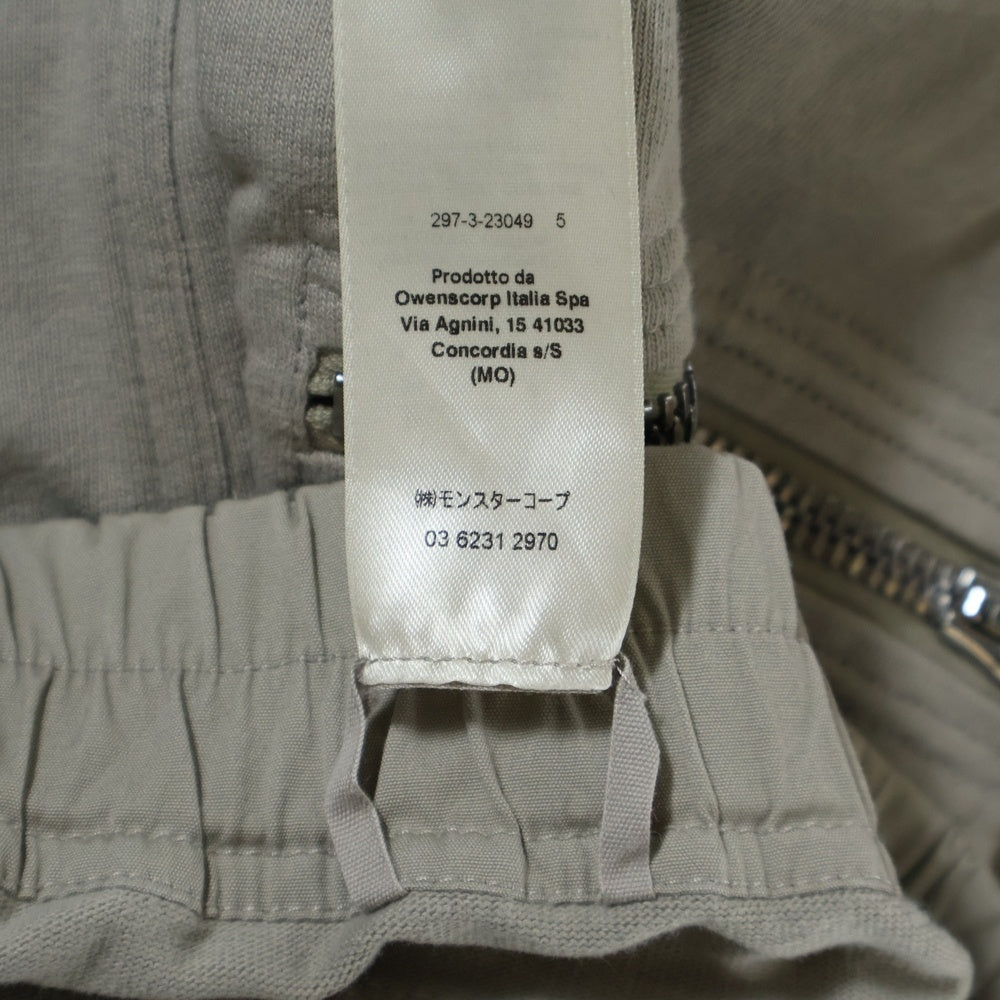 297-3-23049 5
Prodotto da
Owenscorp Italia Spa
Via Agnini, 15 41033
Concordia s/S
(MO)
㈱モンスターコープ
03 6231 2970